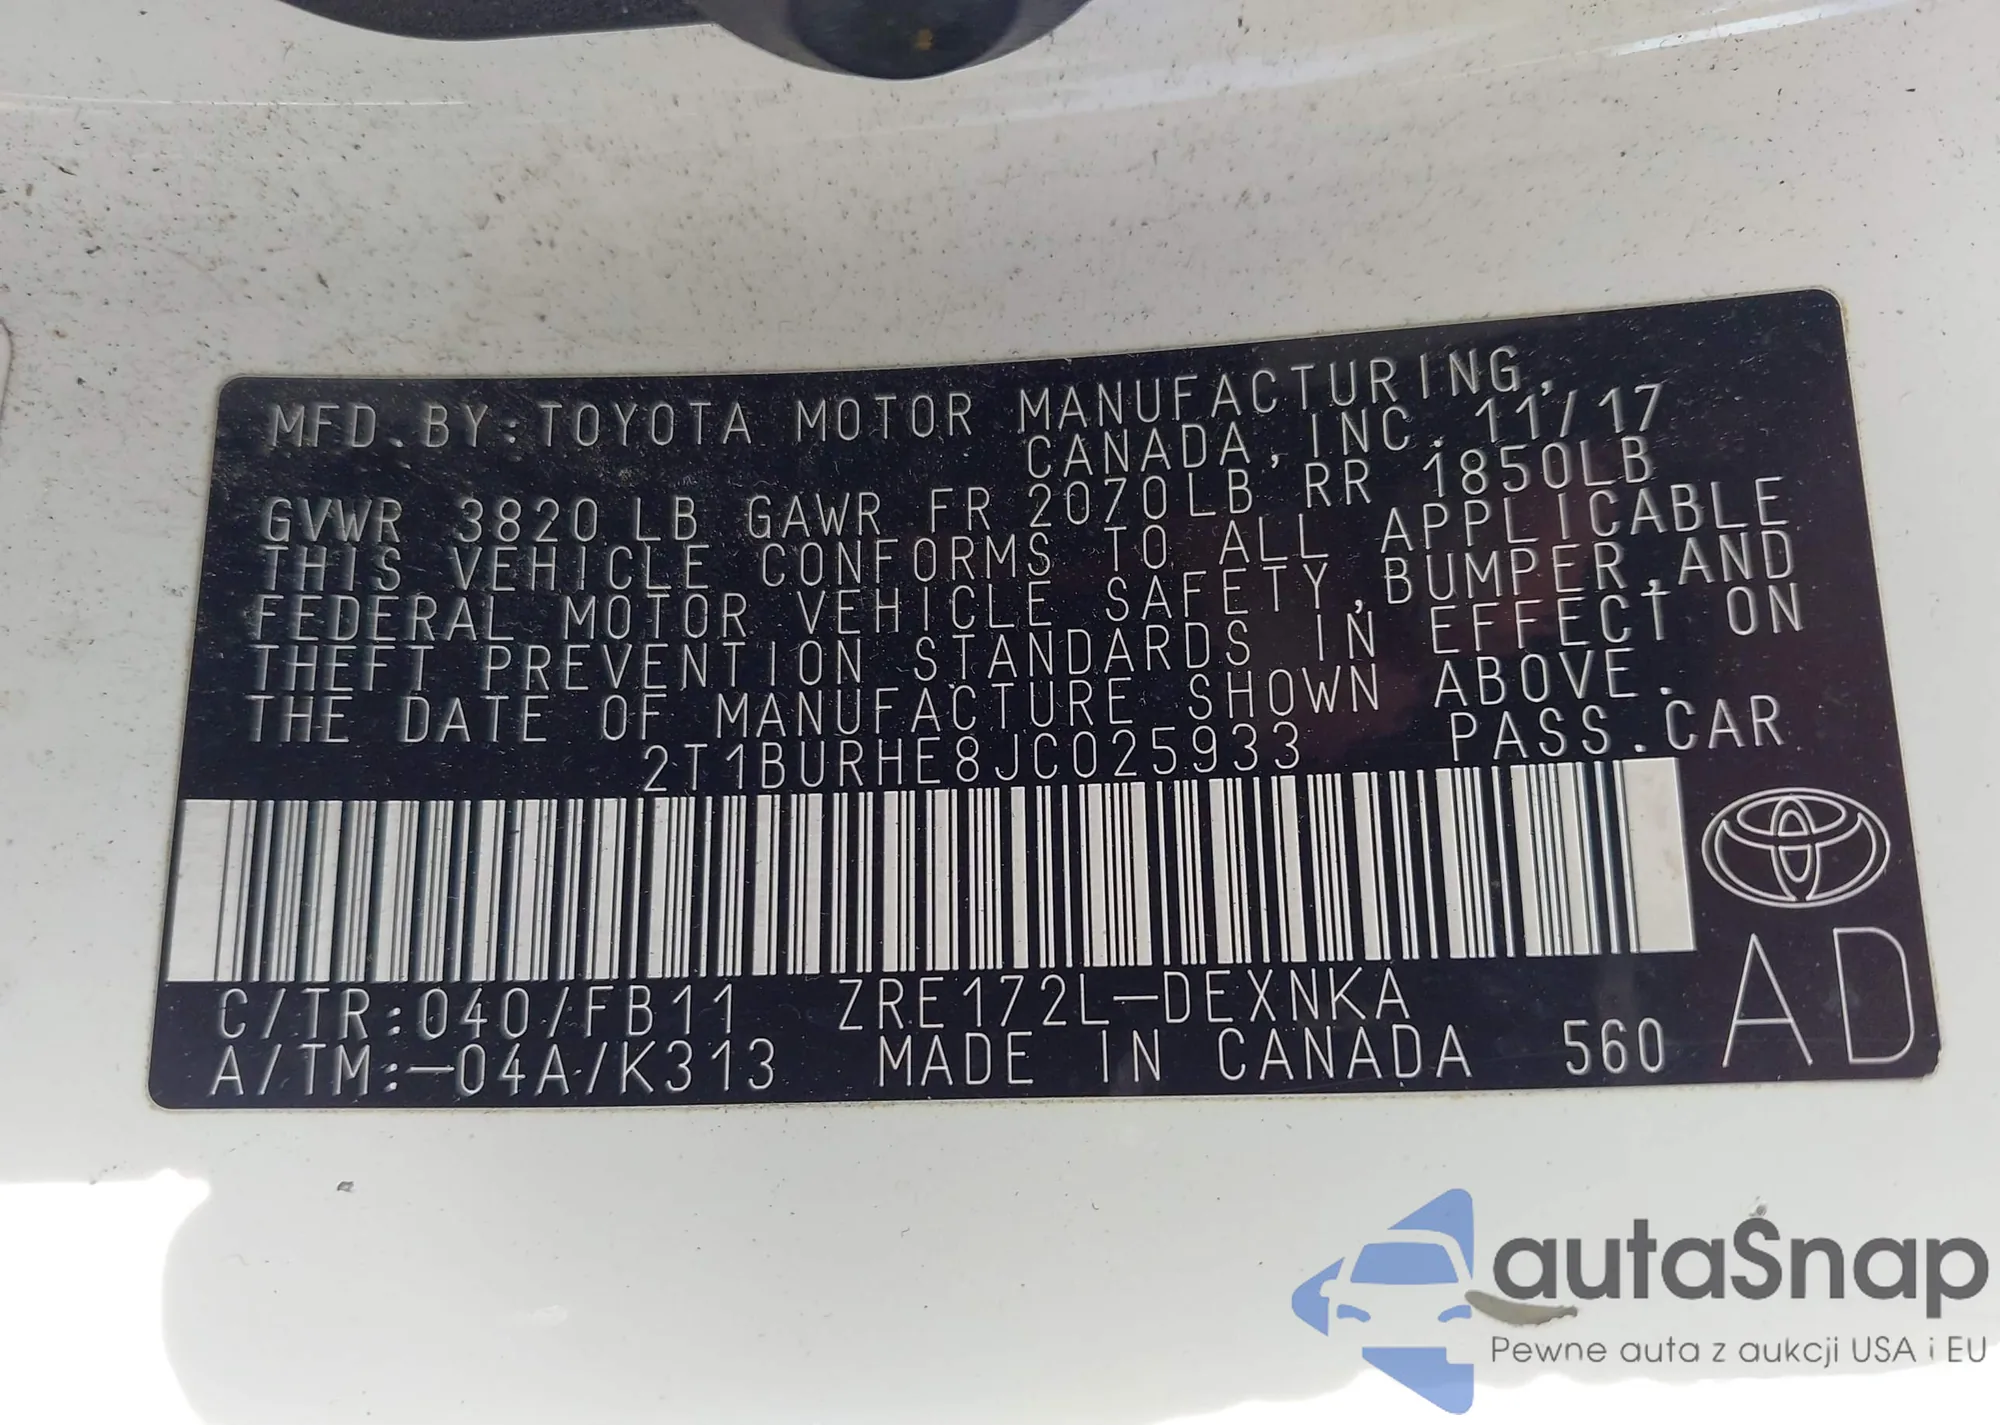 MFD.BY:TOYOTA MOTOR MANUFACTURING,
CANADA,INC. 11/17
GVWR 3820 LB GAWR FR 2070LB RR 1850LB
THIS VEHICLE CONFORMS TO ALL APPLICABLE
FEDERAL MOTOR VEHICLE SAFETY,BUMPER,AND
THEFT PREVENTION STANDARDS IN EFFECT ON
THE DATE OF MANUFACTURE SHOWN ABOVE.
2T1BURHE8JC025933 PASS.CAR
C/TR:040/FB11 ZRE172L-DEXNKA
A/TM:-04A/K313 MADE IN CANADA 560
AD
autaSnap
Pewne auta z aukcji USA i EU